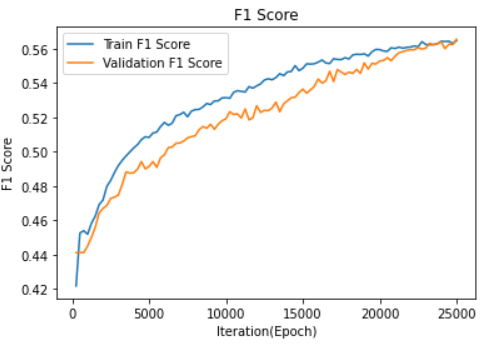 F1 Score
Train F1 Score
Validation F1 Score
F1 Score
0.56
0.54
0.52
0.50
0.48
0.46
0.44
0.42
0
5000
10000
15000
20000
25000
Iteration(Epoch)